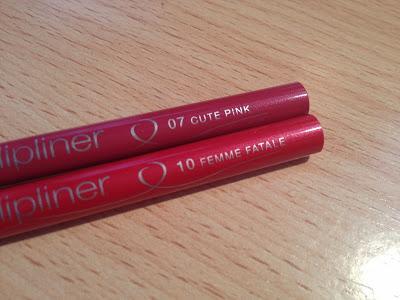 lipliner 07 CUTE PINK
lipliner 10 FEMME FATALE